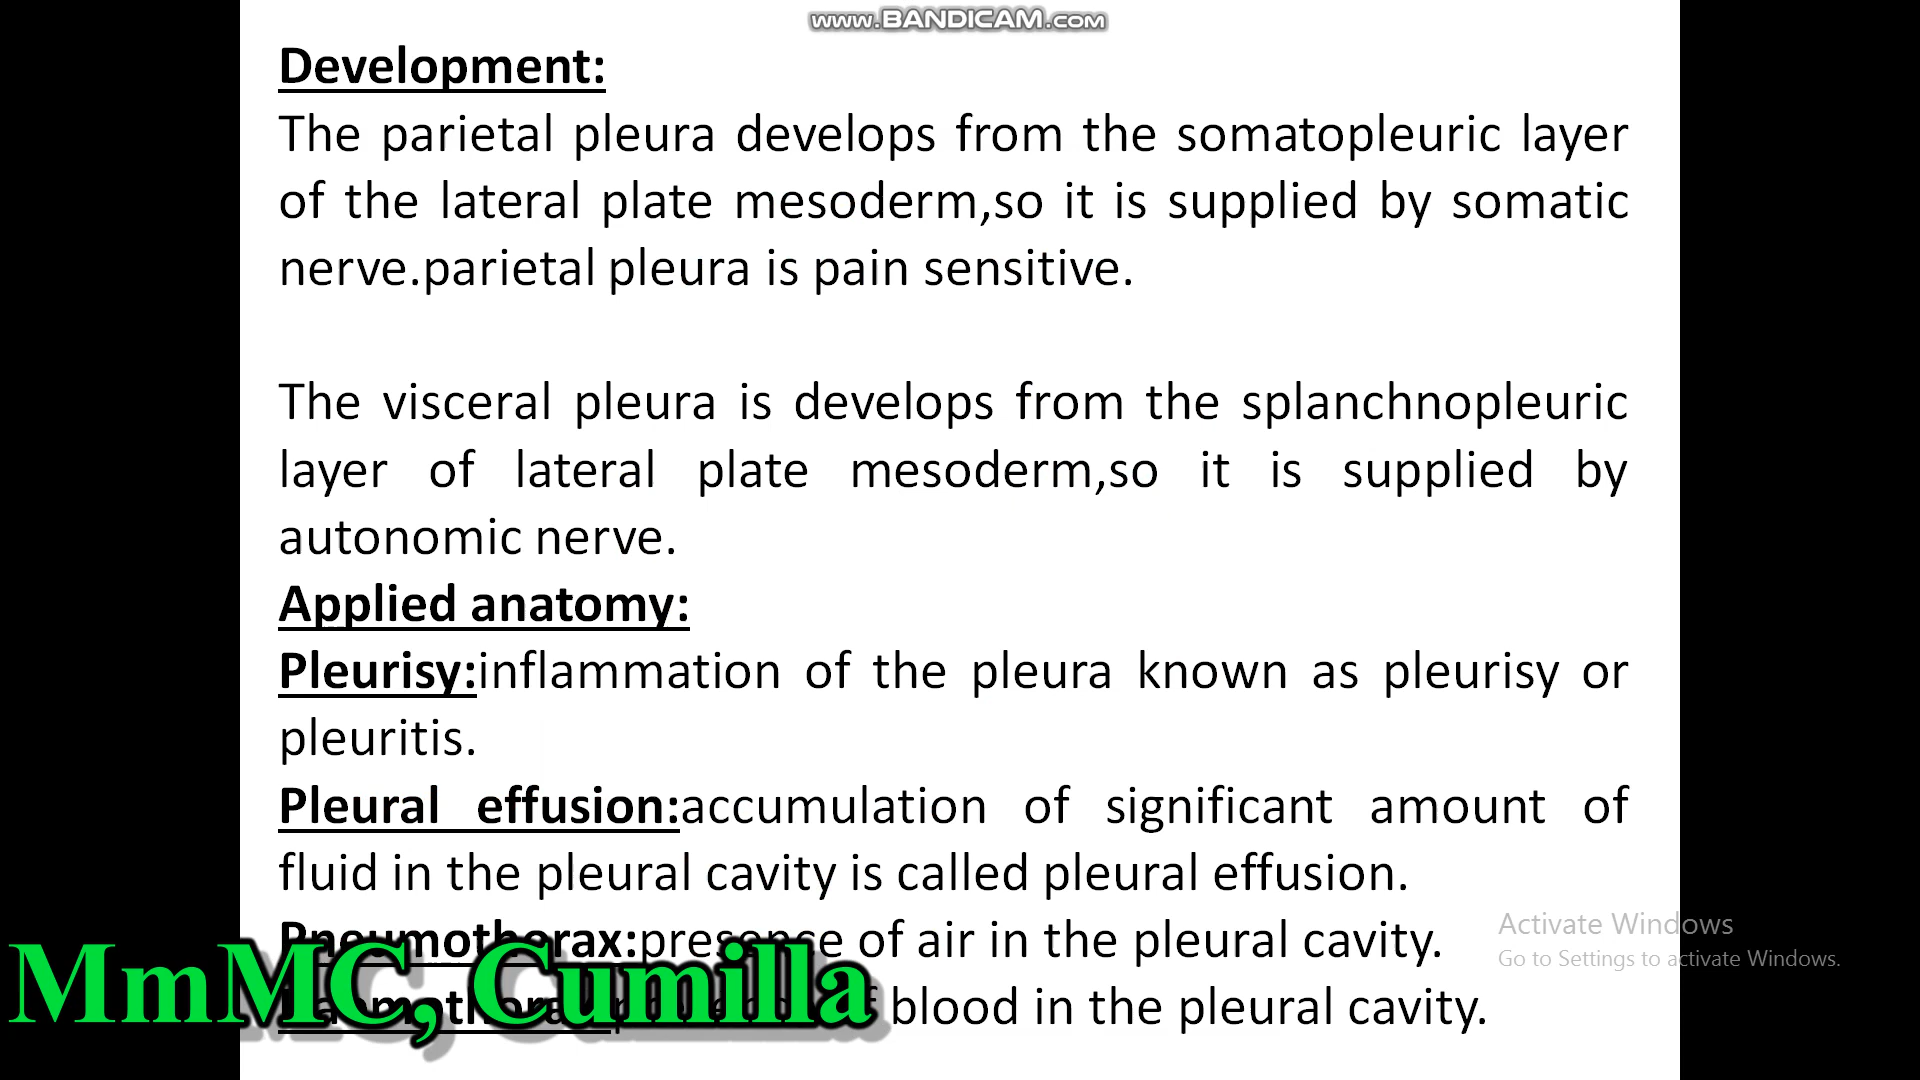 www.BANDICAM.com
Development:
The parietal pleura develops from the somatopleuric layer
of the lateral plate mesoderm,so it is supplied by somatic
nerve.parietal pleura is pain sensitive.
The visceral pleura is develops from the splanchnopleuric
layer of lateral plate mesoderm,so it is supplied by
autonomic nerve.
Applied anatomy:
Pleurisy:inflammation of the pleura known as pleurisy or
pleuritis.
Pleural effusion:accumulation of significant amount of
fluid in the pleural cavity is called pleural effusion.
Pneumothorax:presence of air in the pleural cavity.
blood in the pleural cavity.
MmMC, Cumilla
Activate Windows
Go to Settings to activate Windows.